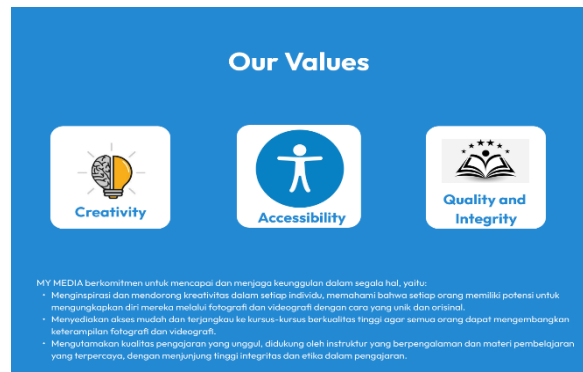 Our Values
Creativity
Accessibility
Quality and
Integrity
MY MEDIA berkomitmen untuk mencapai dan menjaga keunggulan dalam segala hal, yaitu:
• Menginspirasi dan mendorong kreativitas dalam setiap individu, memahami bahwa setiap orang memiliki potensi untuk
mengungkapkan diri mereka melalui fotografi dan videografi dengan cara yang unik dan orisinal.
• Menyediakan akses mudah dan terjangkau ke kursus-kursus berkualitas tinggi agar semua orang dapat mengembangkan
keterampilan fotografi dan videografi.
• Mengutamakan kualitas pengajaran yang unggul, didukung oleh instruktur yang berpengalaman dan materi pembelajaran
yang terpercaya, dengan menjunjung tinggi integritas dan etika dalam pengajaran.